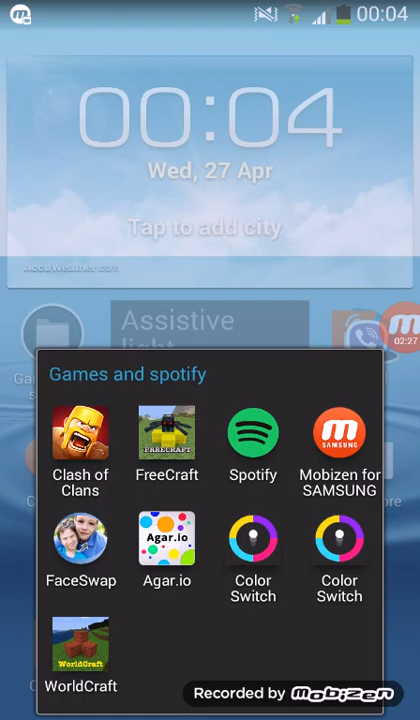 00:04
00:04
Wed, 27 Apr
Tap to add city
AccuWeather.com
Assistive
light
02:27
Games and spotify
Clash of
Clans
FREECRAFT
FreeCraft
Spotify
SAMSUNG
Mobizen for
SAMSUNG
FaceSwap
Agar.io
Agar.io
Color
Switch
Color
Switch
WorldCraft
WorldCraft
Recorded by mobizen